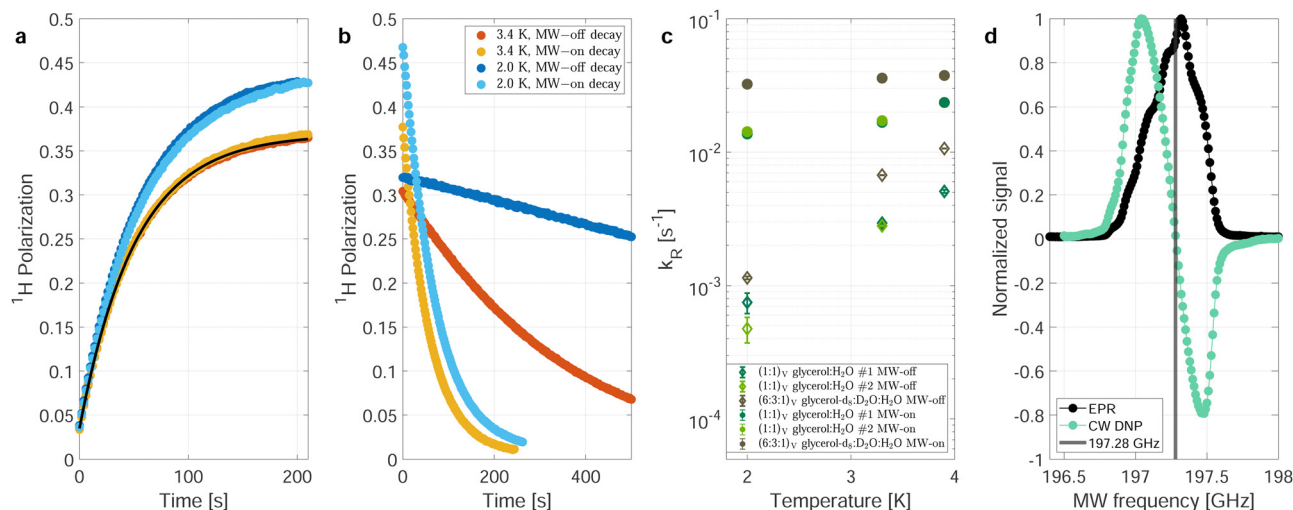 a
0.5
0.45
0.4
0.35
0.3
0.25
0.2
0.15
0.1
0.05
0
¹H Polarization
0
100
200
Time [s]
b
0.5
0.45
0.4
0.35
0.3
0.25
0.2
0.15
0.1
0.05
0
¹H Polarization
0
200
400
Time [s]
3.4 K, MW−off decay
3.4 K, MW−on decay
2.0 K, MW−off decay
2.0 K, MW−on decay
c
10⁻¹
10⁻²
10⁻³
10⁻⁴
k_R [s⁻¹]
2
3
4
Temperature [K]
(1:1)_V glycerol:H₂O #1 MW-off
(1:1)_V glycerol:H₂O #2 MW-off
(6:3:1)_V glycerol-d₈:D₂O:H₂O MW-off
(1:1)_V glycerol:H₂O #1 MW-on
(1:1)_V glycerol:H₂O #2 MW-on
(6:3:1)_V glycerol-d₈:D₂O:H₂O MW-on
d
1
0.8
0.6
0.4
0.2
0
-0.2
-0.4
-0.6
-0.8
-1
Normalized signal
196.5
197
197.5
198
MW frequency [GHz]
EPR
CW DNP
197.28 GHz